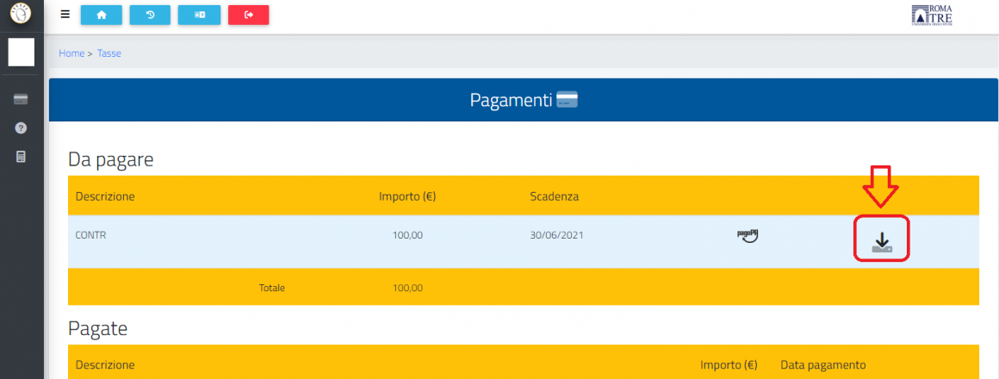 ROMA
TRE
Home > Tasse
Pagamenti
Da pagare
Descrizione Importo (€) Scadenza
CONTR 100,00 30/06/2021 pagoPA
Totale 100,00
Pagate
Descrizione Importo (€) Data pagamento